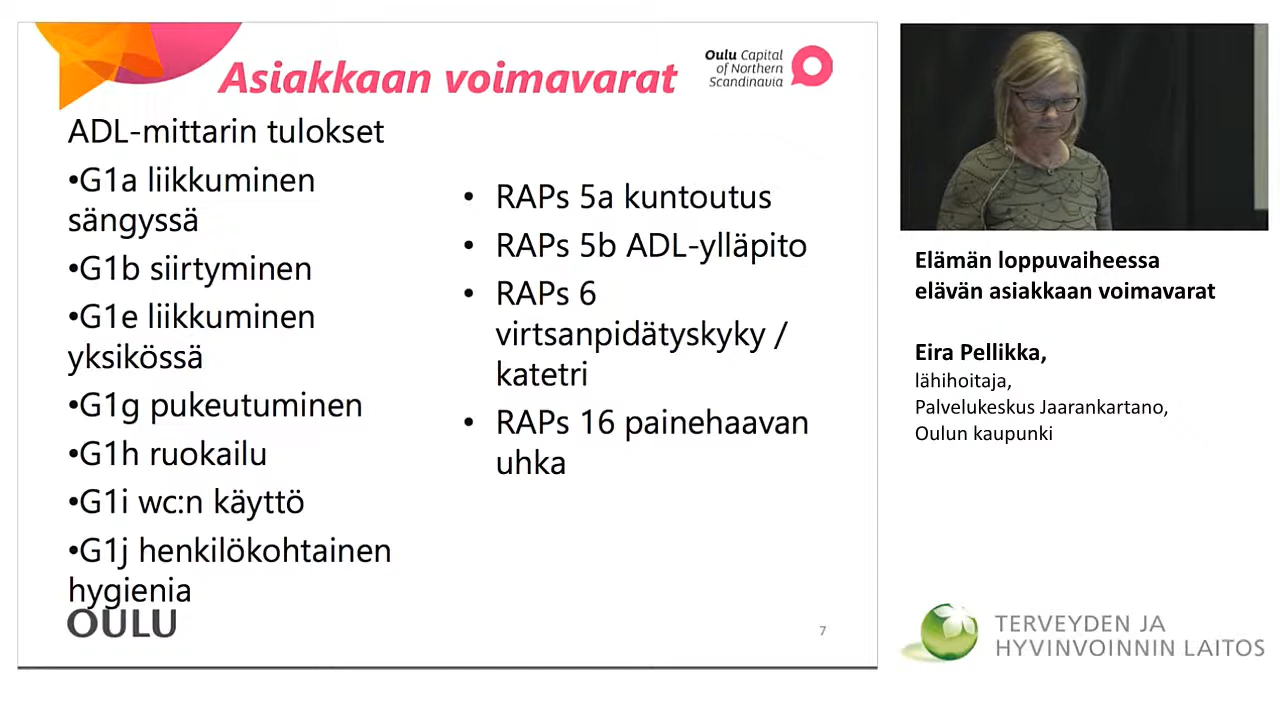 Asiakkaan voimavarat
Oulu Capital
of Northern
Scandinavia
ADL-mittarin tulokset
•G1a liikkuminen
sängyssä
•G1b siirtyminen
•G1e liikkuminen
yksikössä
•G1g pukeutuminen
•G1h ruokailu
•G1i wc:n käyttö
•G1j henkilökohtainen
hygienia
• RAPs 5a kuntoutus
• RAPs 5b ADL-ylläpito
• RAPs 6
virtsanpidätyskyky /
katetri
• RAPs 16 painehaavan
uhka
OULU
7
Elämän loppuvaiheessa
elävän asiakkaan voimavarat
Eira Pellikka,
lähihoitaja,
Palvelukeskus Jaarankartano,
Oulun kaupunki
TERVEYDEN JA
HYVINVOINNIN LAITOS